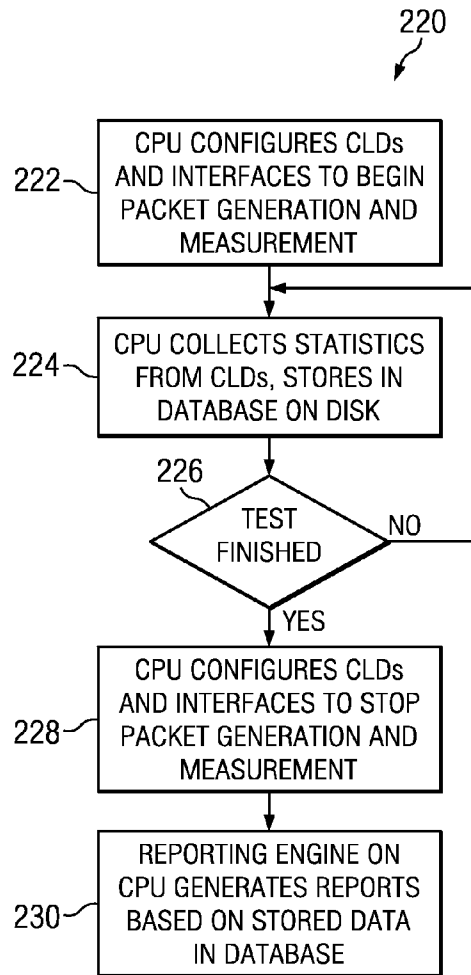 220
222
CPU CONFIGURES CLDs
AND INTERFACES TO BEGIN
PACKET GENERATION AND
MEASUREMENT
224
CPU COLLECTS STATISTICS
FROM CLDs, STORES IN
DATABASE ON DISK
226
TEST
FINISHED
NO
YES
228
CPU CONFIGURES CLDs
AND INTERFACES TO STOP
PACKET GENERATION AND
MEASUREMENT
230
REPORTING ENGINE ON
CPU GENERATES REPORTS
BASED ON STORED DATA
IN DATABASE